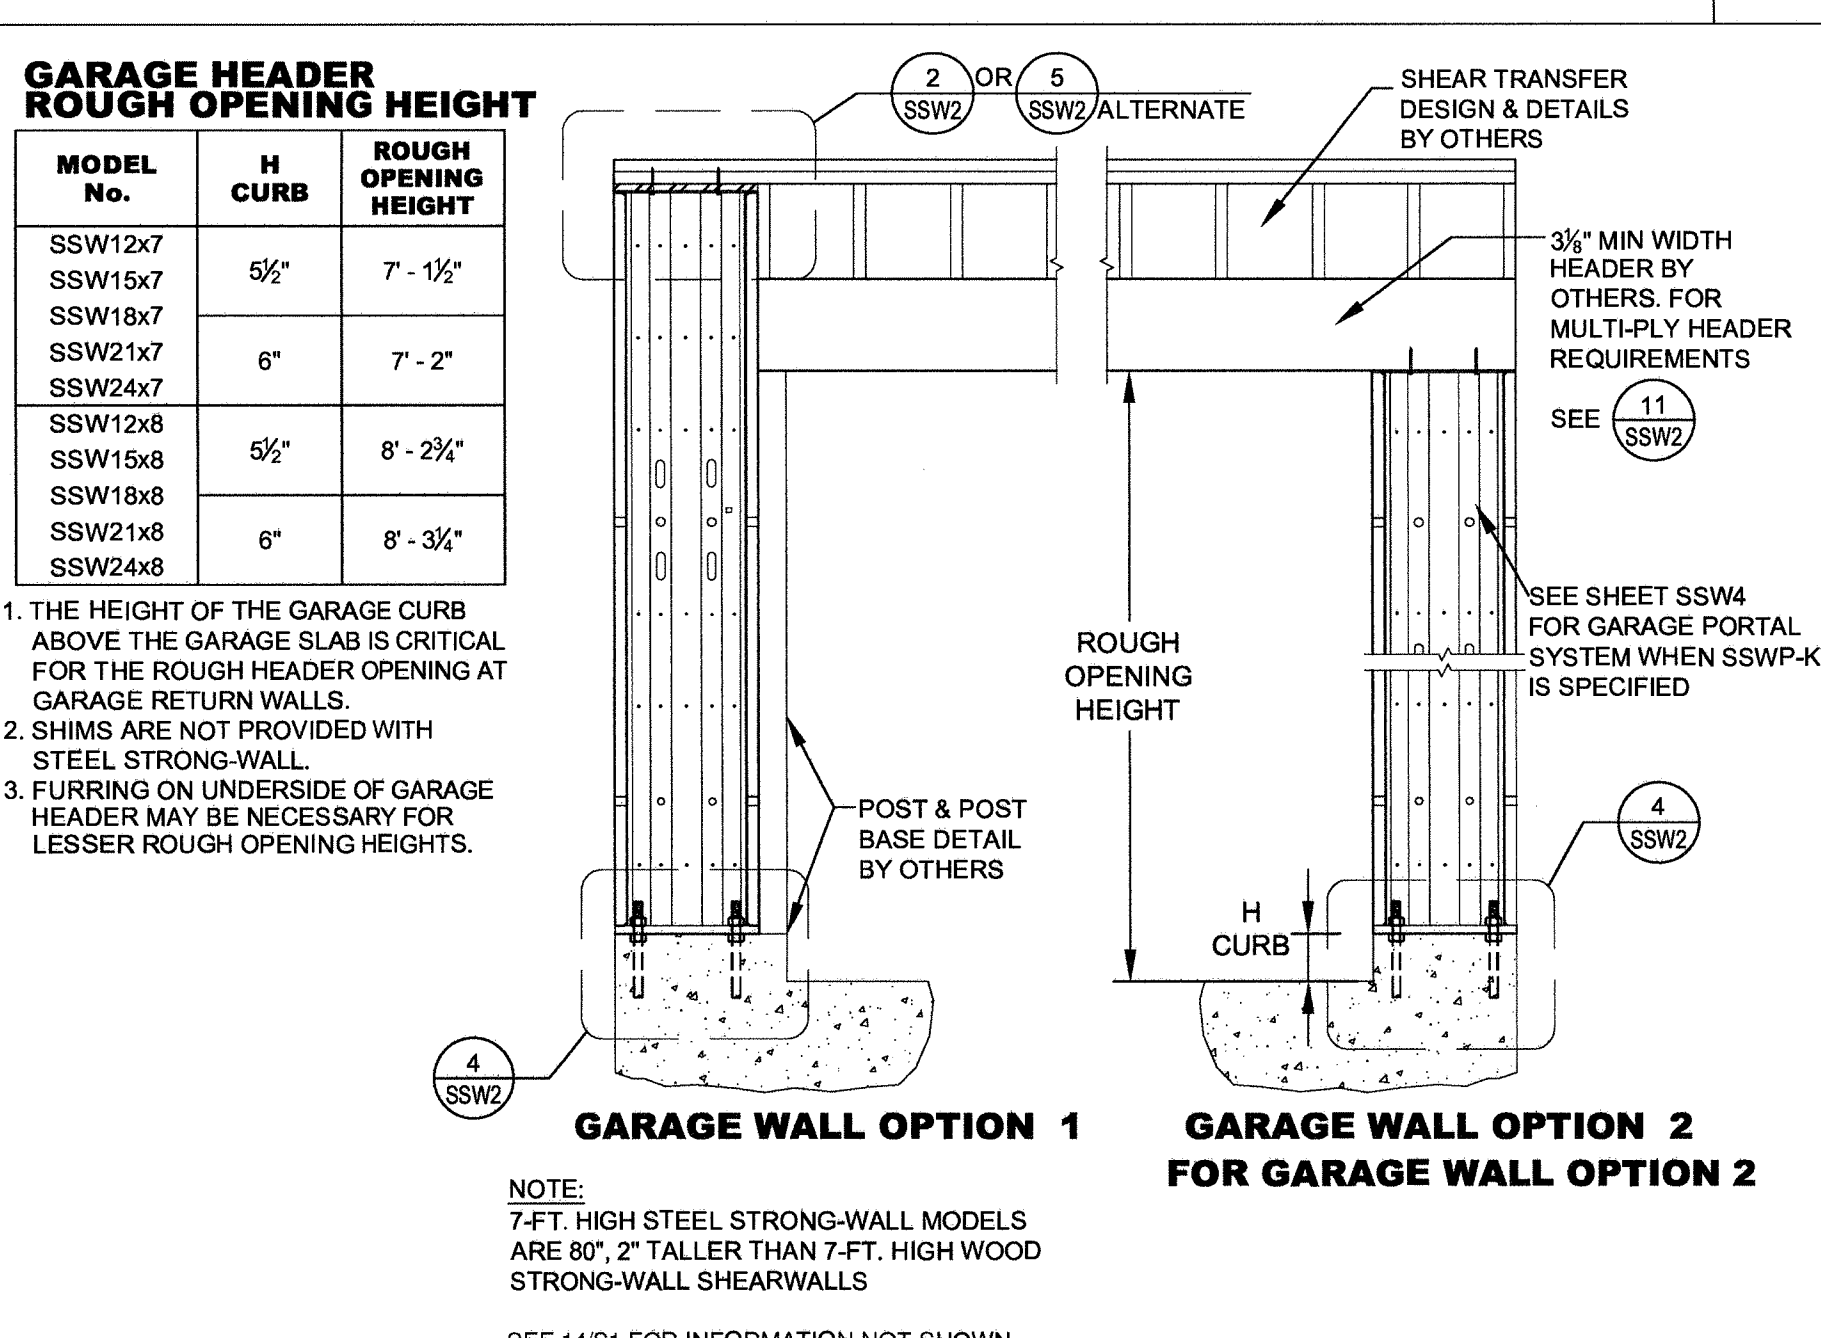 GARAGE HEADER
ROUGH OPENING HEIGHT
MODEL No.
H CURB
ROUGH OPENING HEIGHT
SSW12x7
SSW15x7
SSW18x7
SSW21x7
SSW24x7
5½"
7' - 1½"
6"
7' - 2"
SSW12x8
SSW15x8
SSW18x8
SSW21x8
SSW24x8
5½"
8' - 2¾"
6"
8' - 3¼"
1. THE HEIGHT OF THE GARAGE CURB
ABOVE THE GARAGE SLAB IS CRITICAL
FOR THE ROUGH HEADER OPENING AT
GARAGE RETURN WALLS.
2. SHIMS ARE NOT PROVIDED WITH
STEEL STRONG-WALL.
3. FURRING ON UNDERSIDE OF GARAGE
HEADER MAY BE NECESSARY FOR
LESSER ROUGH OPENING HEIGHTS.
2
SSW2
OR
5
SSW2
ALTERNATE
SHEAR TRANSFER
DESIGN & DETAILS
BY OTHERS
3⅛" MIN WIDTH
HEADER BY
OTHERS. FOR
MULTI-PLY HEADER
REQUIREMENTS
SEE
11
SSW2
SEE SHEET SSW4
FOR GARAGE PORTAL
SYSTEM WHEN SSWP-K
IS SPECIFIED
ROUGH
OPENING
HEIGHT
POST & POST
BASE DETAIL
BY OTHERS
4
SSW2
H
CURB
4
SSW2
GARAGE WALL OPTION 1
GARAGE WALL OPTION 2
FOR GARAGE WALL OPTION 2
NOTE:
7-FT. HIGH STEEL STRONG-WALL MODELS
ARE 80", 2" TALLER THAN 7-FT. HIGH WOOD
STRONG-WALL SHEARWALLS
SEE 14/S1 FOR INFORMATION NOT SHOWN